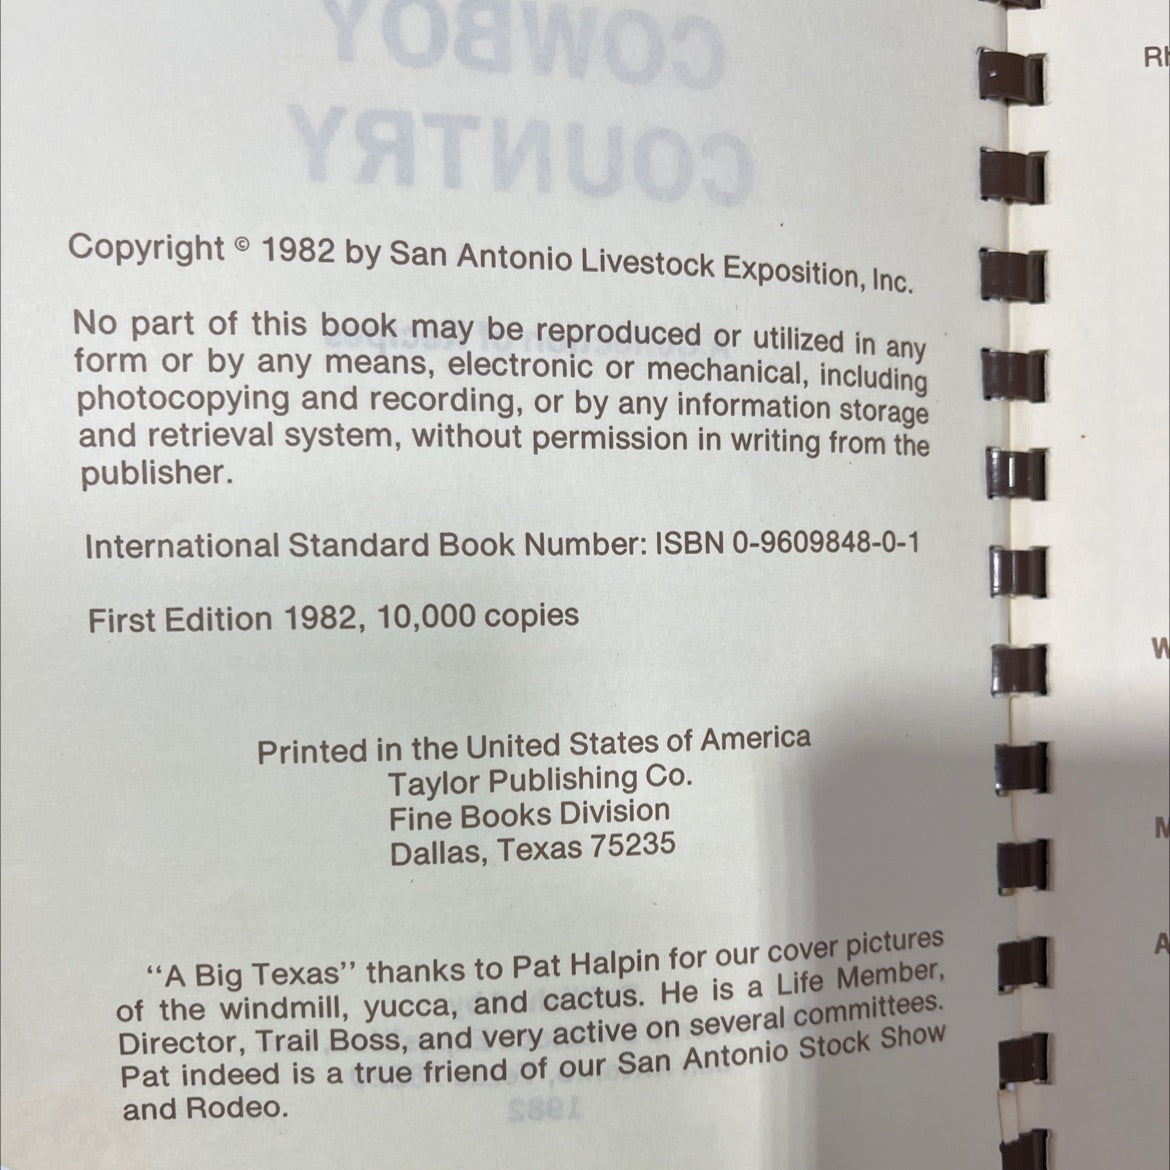 COWBOY
COUNTRY
Copyright © 1982 by San Antonio Livestock Exposition, Inc.
No part of this book may be reproduced or utilized in any
form or by any means, electronic or mechanical, including
photocopying and recording, or by any information storage
and retrieval system, without permission in writing from the
publisher.
International Standard Book Number: ISBN 0-9609848-0-1
First Edition 1982, 10,000 copies
Printed in the United States of America
Taylor Publishing Co.
Fine Books Division
Dallas, Texas 75235
“A Big Texas” thanks to Pat Halpin for our cover pictures
of the windmill, yucca, and cactus. He is a Life Member,
Director, Trail Boss, and very active on several committees.
Pat indeed is a true friend of our San Antonio Stock Show
and Rodeo.
1982